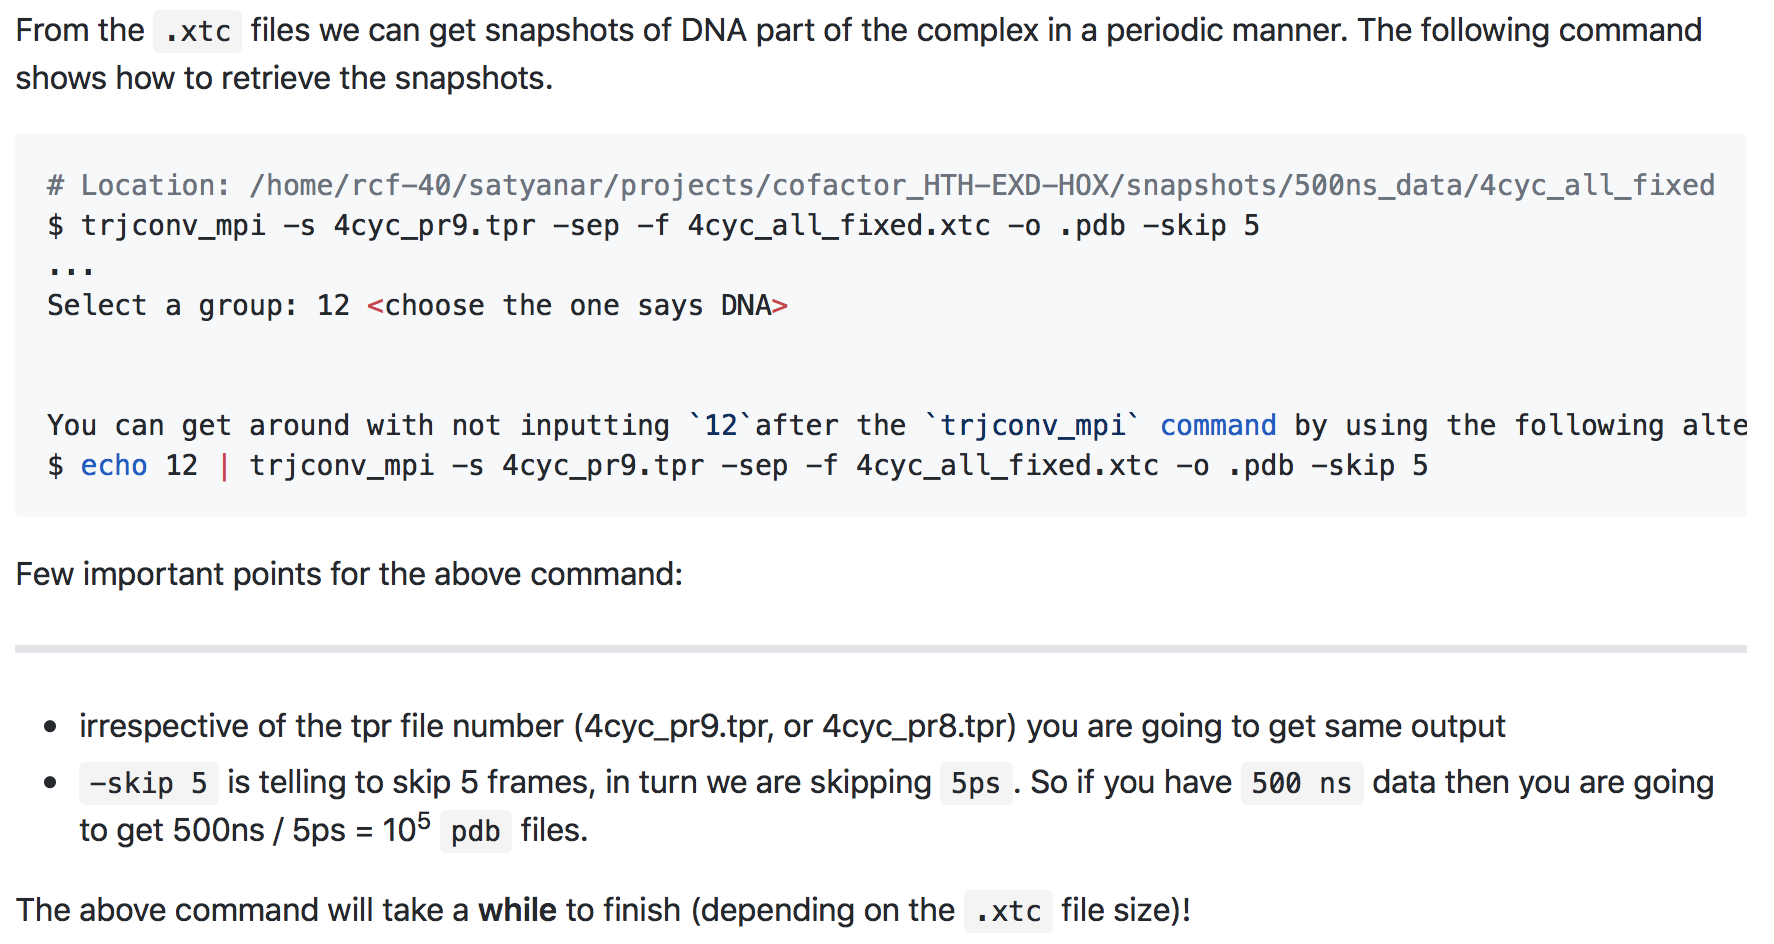 From the .xtc files we can get snapshots of DNA part of the complex in a periodic manner. The following command
shows how to retrieve the snapshots.
# Location: /home/rcf-40/satyanar/projects/cofactor_HTH-EXD-HOX/snapshots/500ns_data/4cyc_all_fixed
$ trjconv_mpi -s 4cyc_pr9.tpr -sep -f 4cyc_all_fixed.xtc -o .pdb -skip 5
...
Select a group: 12 <choose the one says DNA>
You can get around with not inputting `12`after the `trjconv_mpi` command by using the following alte
$ echo 12 | trjconv_mpi -s 4cyc_pr9.tpr -sep -f 4cyc_all_fixed.xtc -o .pdb -skip 5
Few important points for the above command:
• irrespective of the tpr file number (4cyc_pr9.tpr, or 4cyc_pr8.tpr) you are going to get same output
• -skip 5 is telling to skip 5 frames, in turn we are skipping 5ps. So if you have 500 ns data then you are going
to get 500ns / 5ps = 10⁵ pdb files.
The above command will take a while to finish (depending on the .xtc file size)!